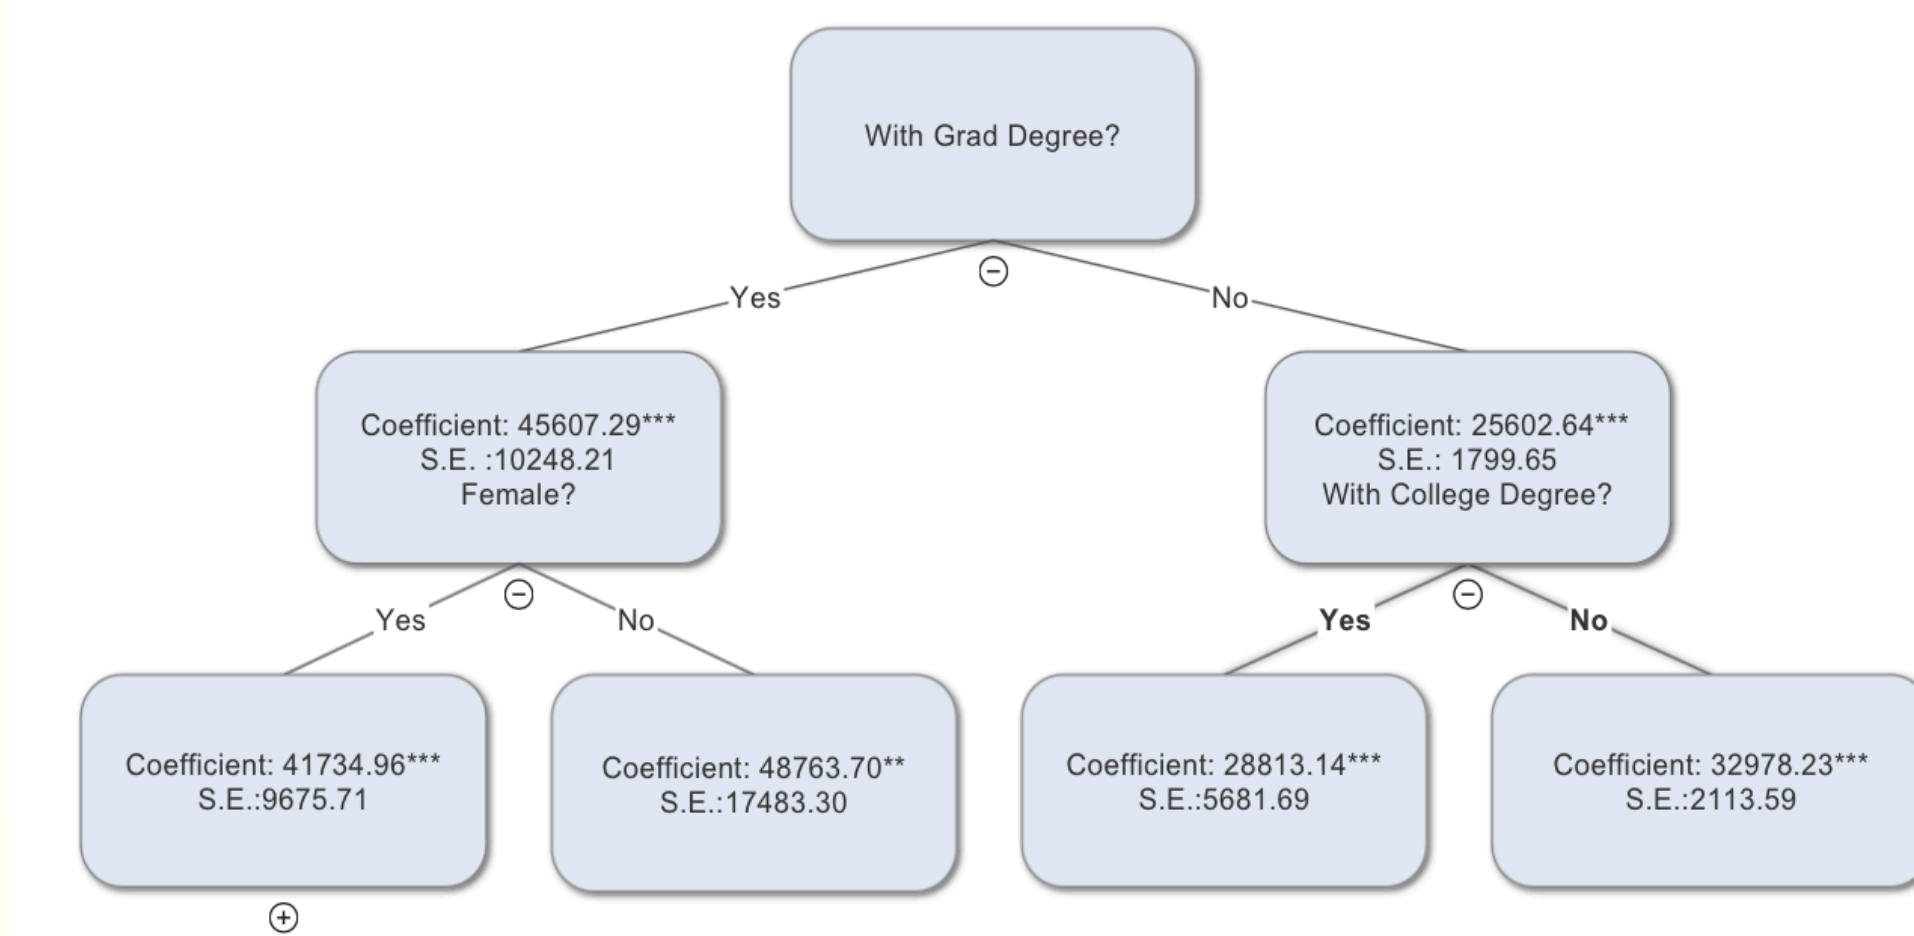 With Grad Degree?
Yes
No
Coefficient: 45607.29***
S.E. :10248.21
Female?
Coefficient: 25602.64***
S.E.: 1799.65
With College Degree?
Yes
No
Yes
No
Coefficient: 41734.96***
S.E.:9675.71
Coefficient: 48763.70**
S.E.:17483.30
Coefficient: 28813.14***
S.E.:5681.69
Coefficient: 32978.23***
S.E.:2113.59